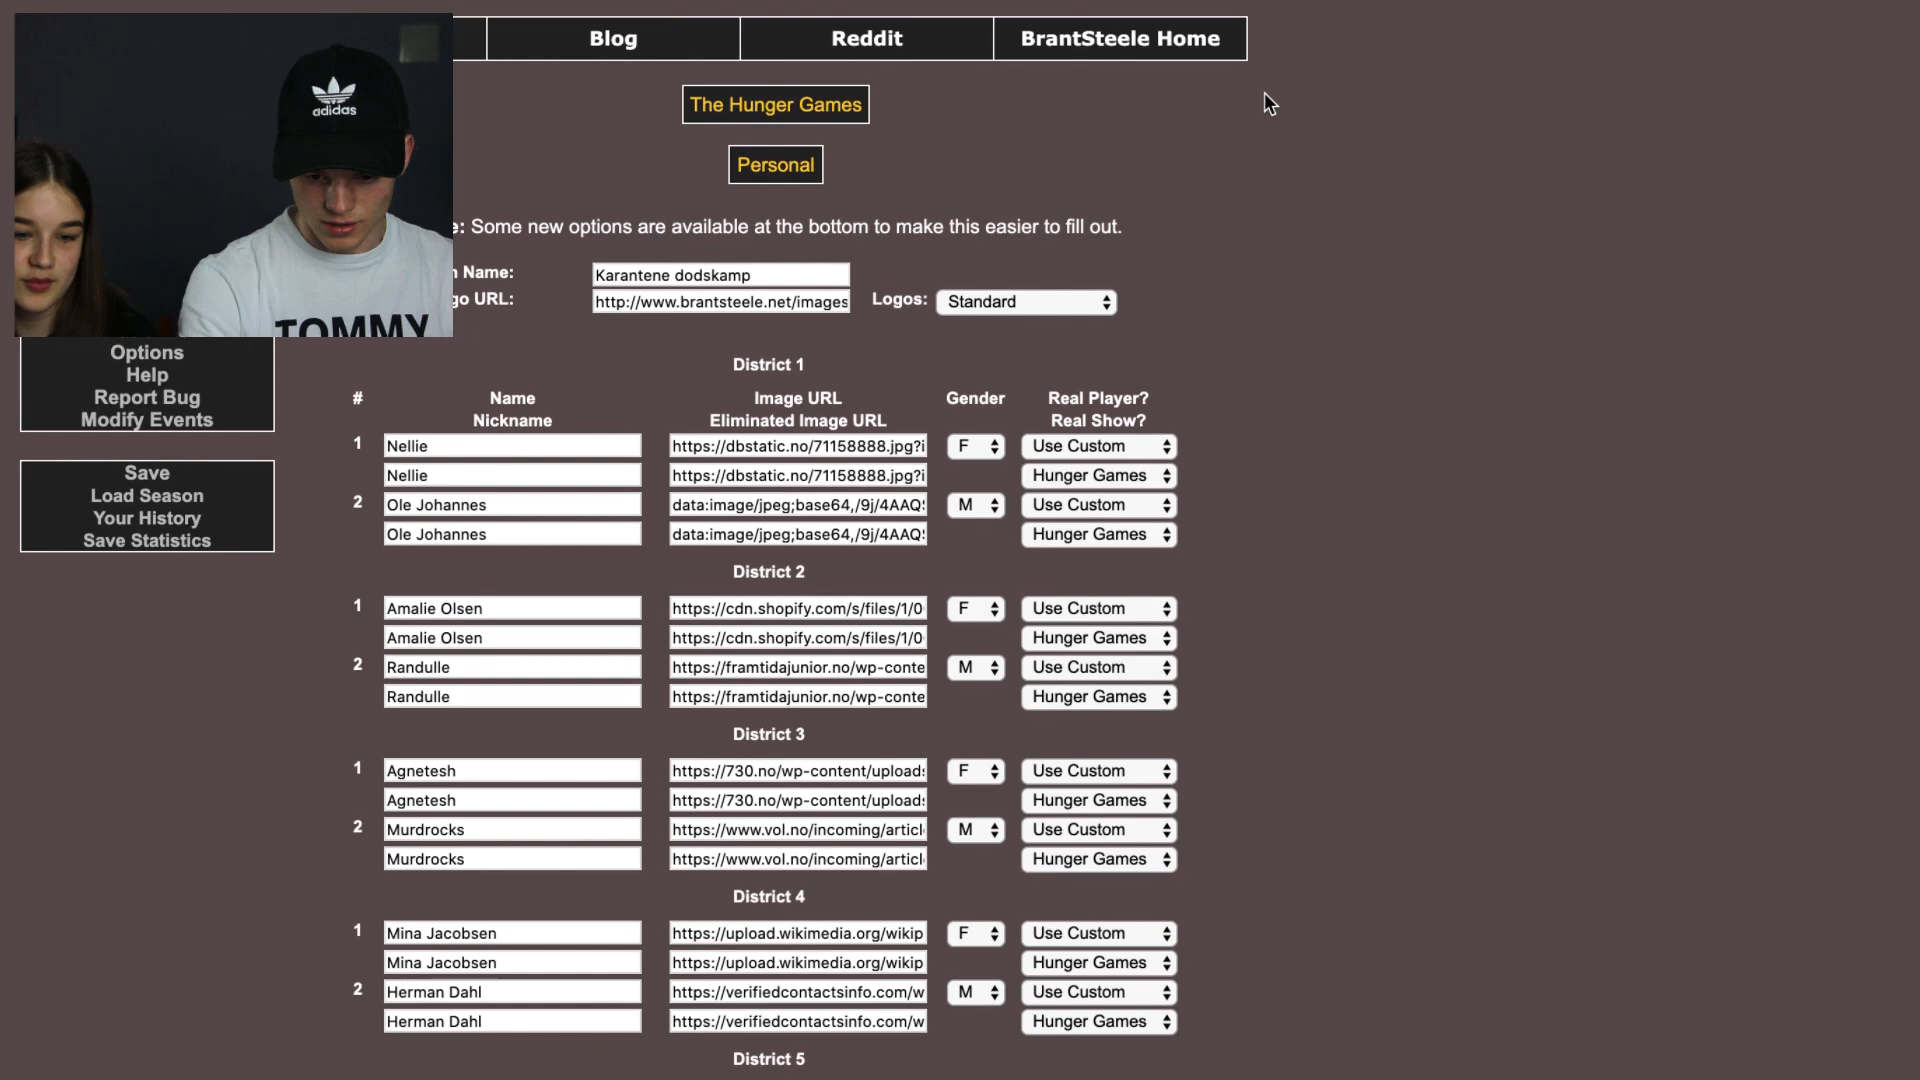 Blog
Reddit
BrantSteele Home
adidas
TOMMY
The Hunger Games
Personal
e: Some new options are available at the bottom to make this easier to fill out.
n Name:
Karantene dodskamp
go URL:
http://www.brantsteele.net/images
Logos:
Standard
Options
Help
Report Bug
Modify Events
Save
Load Season
Your History
Save Statistics
District 1
# Name Image URL Gender Real Player?
Nickname Eliminated Image URL Real Show?
1 Nellie https://dbstatic.no/71158888.jpg?i F Use Custom
Nellie https://dbstatic.no/71158888.jpg?i Hunger Games
2 Ole Johannes data:image/jpeg;base64,/9j/4AAQS M Use Custom
Ole Johannes data:image/jpeg;base64,/9j/4AAQS Hunger Games
District 2
1 Amalie Olsen https://cdn.shopify.com/s/files/1/0 F Use Custom
Amalie Olsen https://cdn.shopify.com/s/files/1/0 Hunger Games
2 Randulle https://framtidajunior.no/wp-conte M Use Custom
Randulle https://framtidajunior.no/wp-conte Hunger Games
District 3
1 Agnetesh https://730.no/wp-content/uploads F Use Custom
Agnetesh https://730.no/wp-content/uploads Hunger Games
2 Murdrocks https://www.vol.no/incoming/articl M Use Custom
Murdrocks https://www.vol.no/incoming/articl Hunger Games
District 4
1 Mina Jacobsen https://upload.wikimedia.org/wikip F Use Custom
Mina Jacobsen https://upload.wikimedia.org/wikip Hunger Games
2 Herman Dahl https://verifiedcontactsinfo.com/w M Use Custom
Herman Dahl https://verifiedcontactsinfo.com/w Hunger Games
District 5